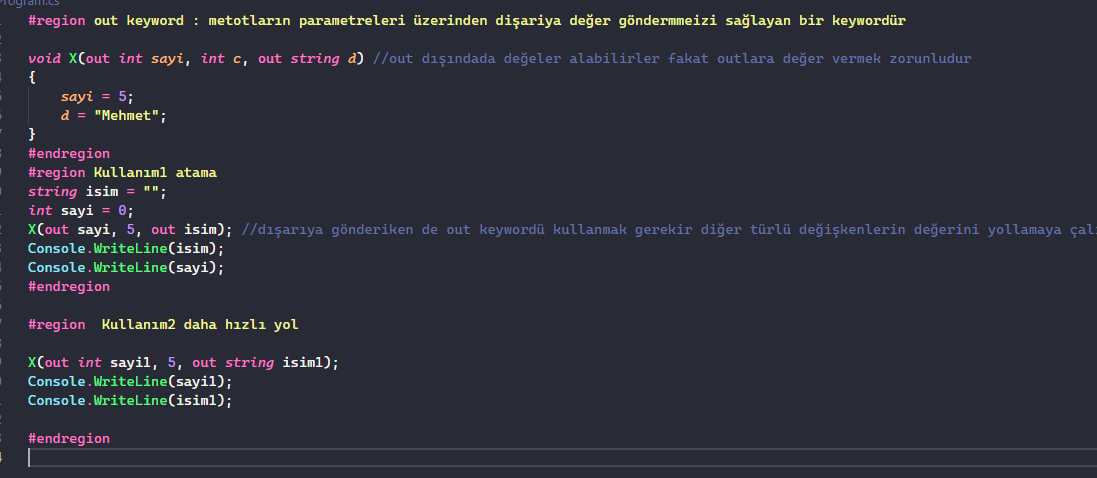 Program.cs
#region out keyword : metotların parametreleri üzerinden dişariya değer göndermmeizi sağlayan bir keywordür
void X(out int sayi, int c, out string d) //out dışındada değeler alabilirler fakat outlara değer vermek zorunludur
{
sayi = 5;
d = "Mehmet";
}
#endregion
#region Kullanım1 atama
string isim = "";
int sayi = 0;
X(out sayi, 5, out isim); //dışarıya gönderiken de out keywordü kullanmak gerekir diğer türlü değişkenlerin değerini yollamaya
Console.WriteLine(isim);
Console.WriteLine(sayi);
#endregion
#region  Kullanım2 daha hızlı yol
X(out int sayi1, 5, out string isim1);
Console.WriteLine(sayi1);
Console.WriteLine(isim1);
#endregion